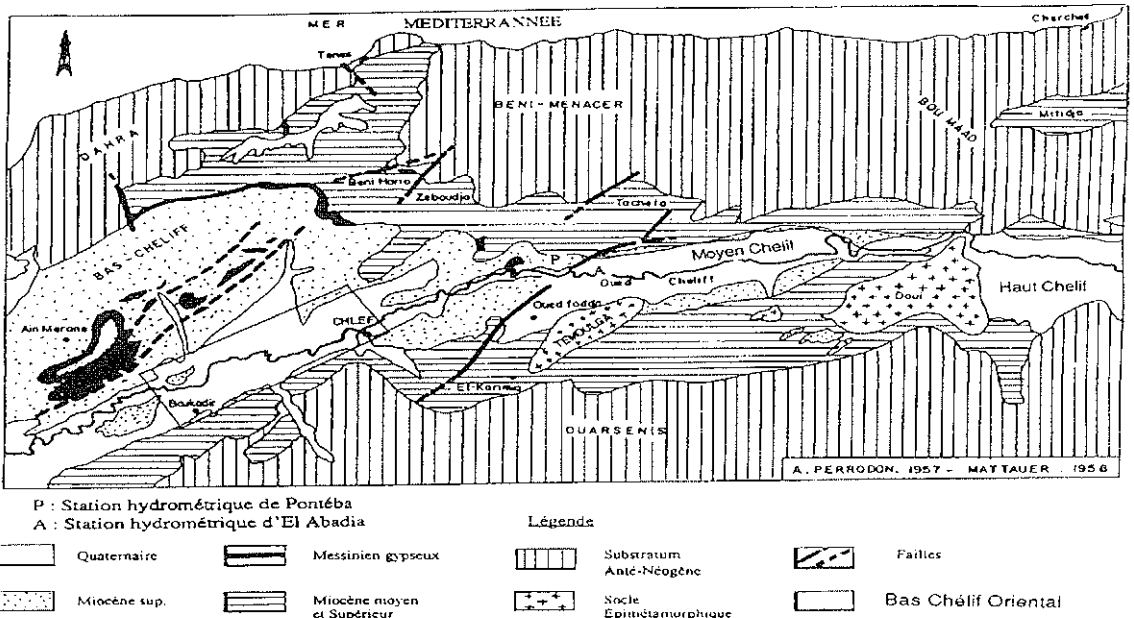 MER MEDITERRANNEE
Cherchel
Tenes
BENI-MENACER
BOU MAAD
Mitidja
DAHRA
Beni Haroa
Zeboudja
Tacheta
BAS-CHELIFF
P
Moyen Chelif
A
Oued Cheliff
Haut Chelif
Doui
Oued fodda
TEMOULGA
CHLEF
Ain Merane
El-Karimia
Boukadir
OUARSENIS
A. PERRODON. 1957 - MATTAUER. 1958
P : Station hydrométrique de Pontéba
A : Station hydrométrique d'El Abadia
Légende
Quaternaire
Messinien gypseux
Substratum
Anté-Néogène
Failles
Miocène sup.
Miocène moyen
et Supérieur
Socle
Epimétamorphique
Bas Chélif Oriental